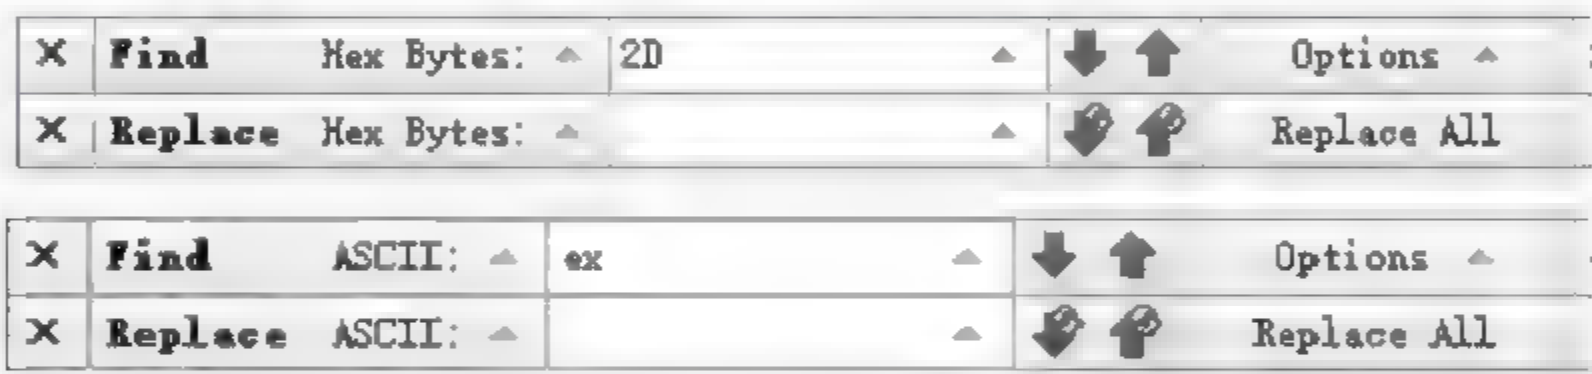 Find Hex Bytes: 2D Options
Replace Hex Bytes: Replace All
Find ASCII: ex Options
Replace ASCII: Replace All